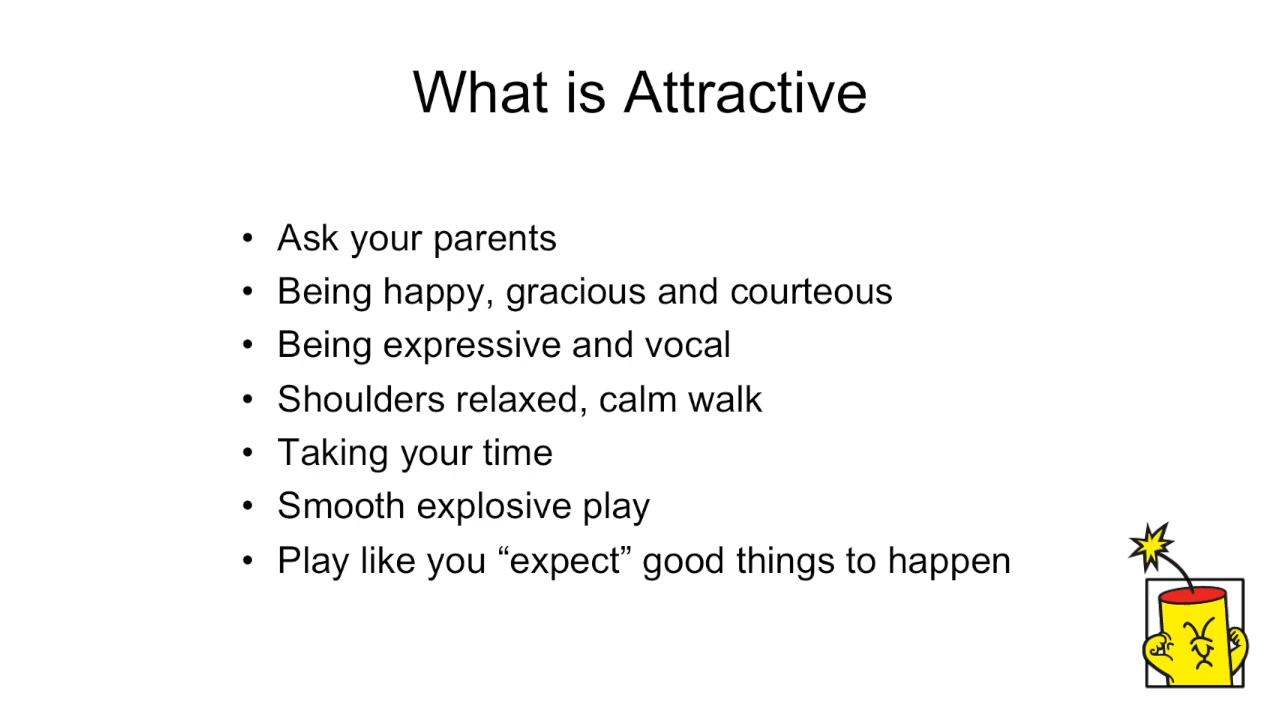 What is Attractive
• Ask your parents
• Being happy, gracious and courteous
• Being expressive and vocal
• Shoulders relaxed, calm walk
• Taking your time
• Smooth explosive play
• Play like you “expect” good things to happen